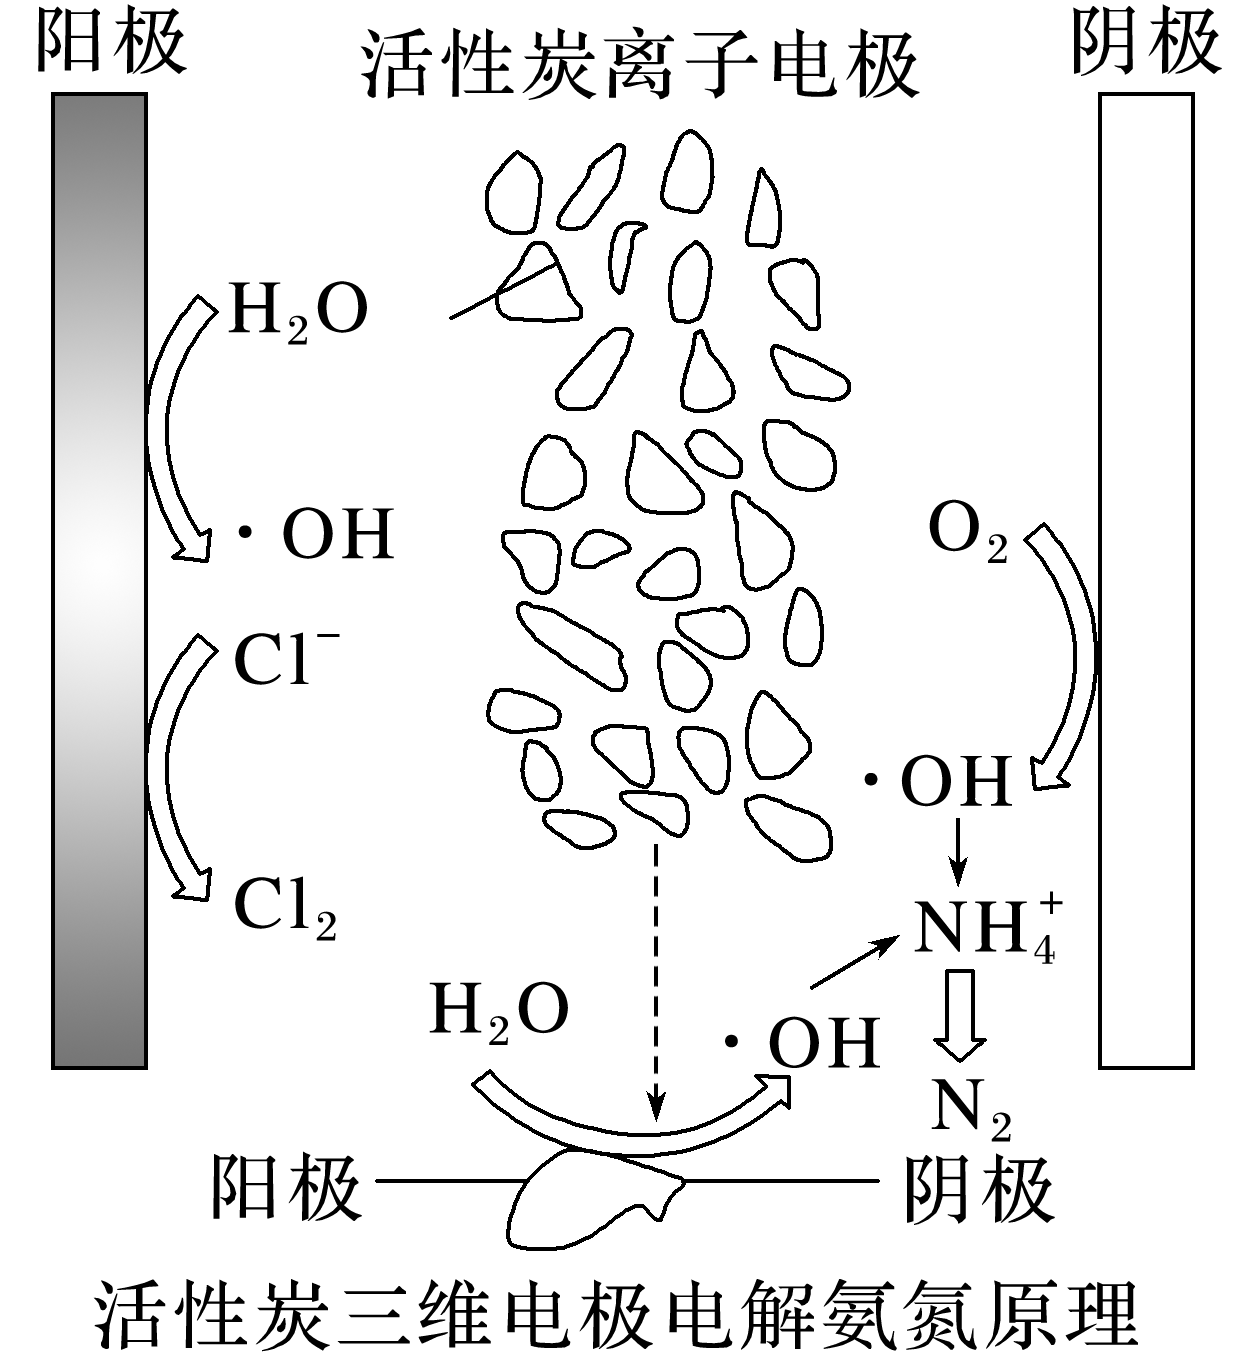 阳极
活性炭离子电极
阴极
H₂O
· OH
Cl⁻
Cl₂
O₂
· OH
NH₄⁺
N₂
H₂O
· OH
阳极
阴极
活性炭三维电极电解氨氮原理